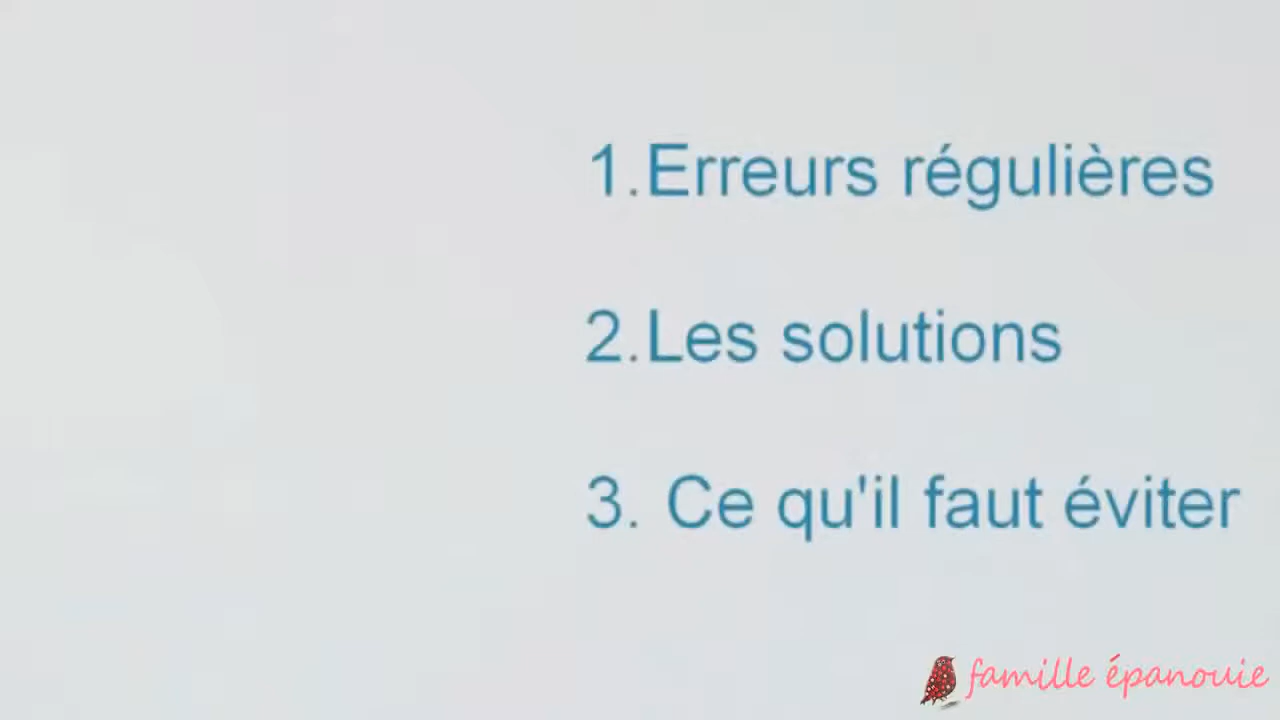 1.Erreurs régulières
2.Les solutions
3. Ce qu'il faut éviter
famille épanouie